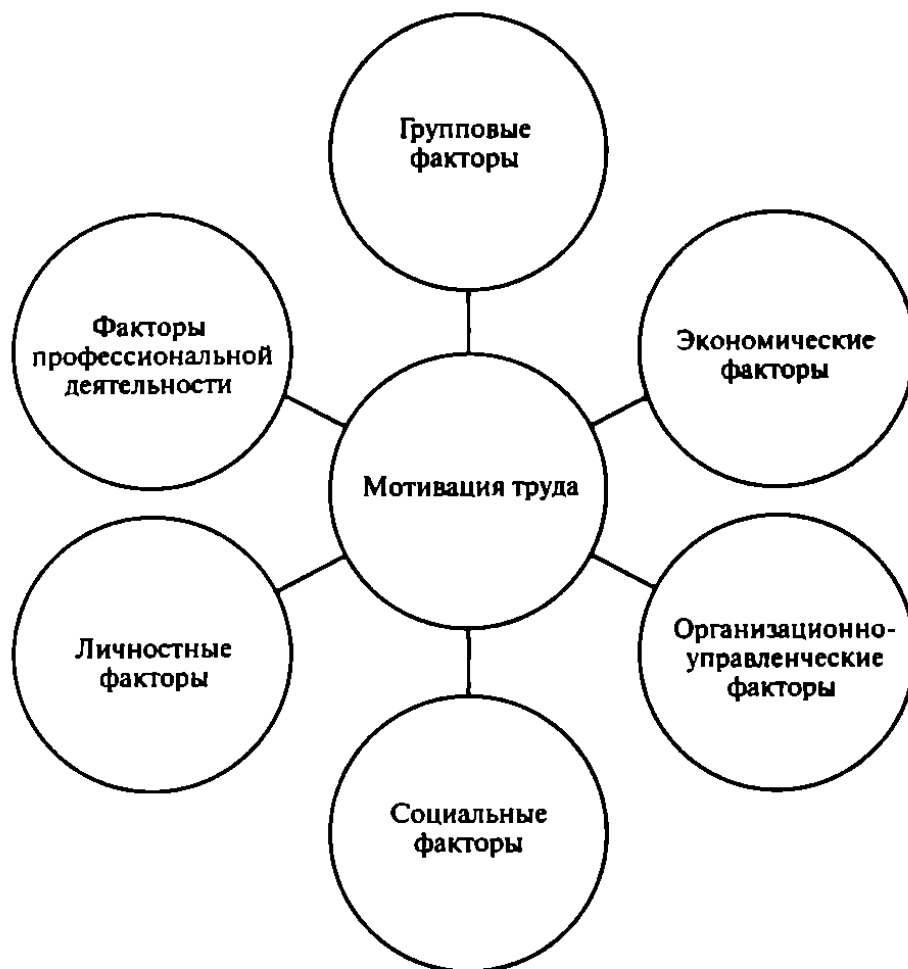 Групповые
факторы
Факторы
профессиональной
деятельности
Экономические
факторы
Мотивация труда
Личностные
факторы
Организационно-
управленческие
факторы
Социальные
факторы